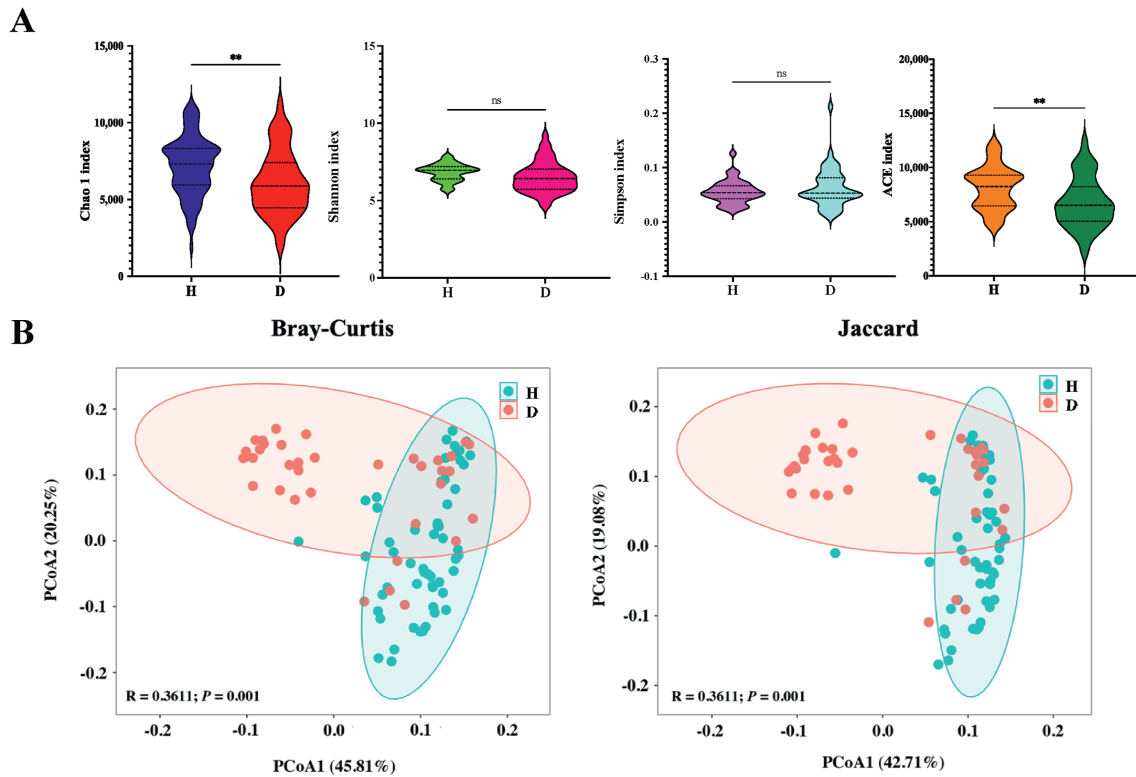 A
Chao 1 index
15,000
10,000
5,000
0
**
H
D
Shannon index
15
10
5
0
ns
H
D
Simpson index
0.3
0.2
0.1
0.0
-0.1
ns
H
D
ACE index
20,000
15,000
10,000
5,000
0
**
H
D
B
Bray-Curtis
PCoA2 (20.25%)
0.2
0.1
0.0
-0.1
-0.2
H
D
R = 0.3611; P = 0.001
-0.2
-0.1
0.0
0.1
0.2
PCoA1 (45.81%)
Jaccard
PCoA2 (19.08%)
0.2
0.1
0.0
-0.1
-0.2
H
D
R = 0.3611; P = 0.001
-0.2
-0.1
0.0
0.1
0.2
PCoA1 (42.71%)